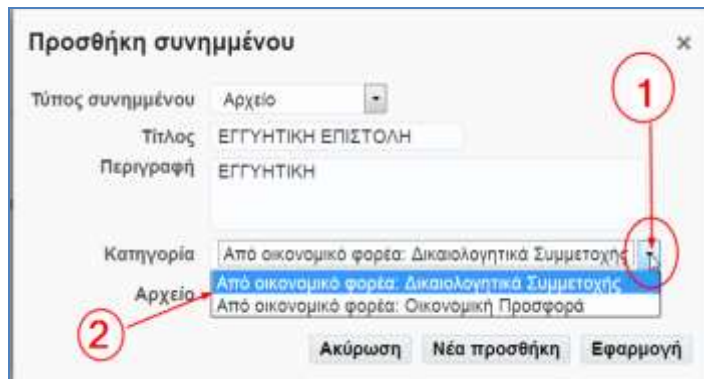 Προσθήκη συνημμένου ×
1
Τύπος συνημμένου Αρχείο
Τίτλος ΕΓΓΥΗΤΙΚΗ ΕΠΙΣΤΟΛΗ
Περιγραφή ΕΓΓΥΗΤΙΚΗ
Κατηγορία Από οικονομικό φορέα: Δικαιολογητικά Συμμετοχής
Από οικονομικό φορέα: Δικαιολογητικά Συμμετοχής
Αρχείο Από οικονομικό φορέα: Οικονομική Προσφορά
2
Ακύρωση Νέα προσθήκη Εφαρμογή